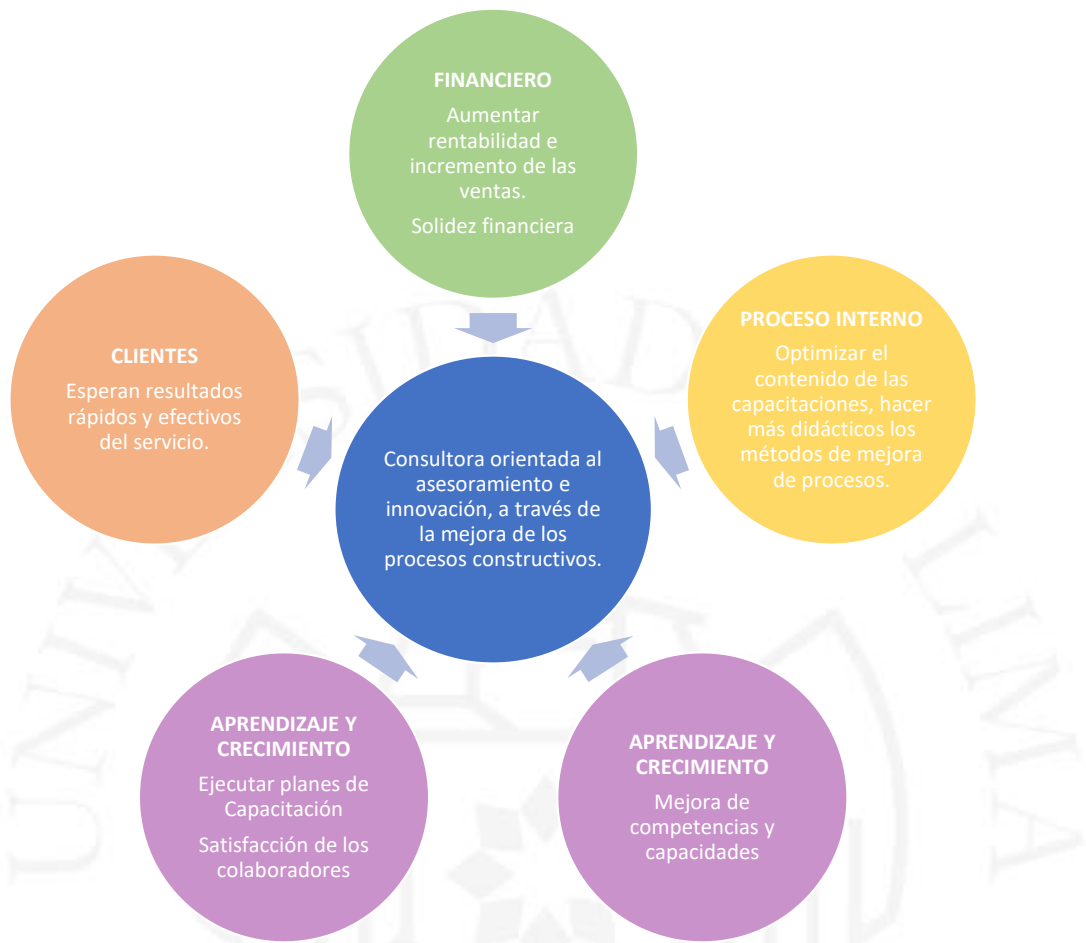 FINANCIERO
Aumentar
rentabilidad e
incremento de las
ventas.
Solidez financiera
CLIENTES
Esperan resultados
rápidos y efectivos
del servicio.
PROCESO INTERNO
Optimizar el
contenido de las
capacitaciones, hacer
más didácticos los
métodos de mejora
de procesos.
Consultora orientada al
asesoramiento e
innovación, a través de
la mejora de los
procesos constructivos.
APRENDIZAJE Y
CRECIMIENTO
Ejecutar planes de
Capacitación
Satisfacción de los
colaboradores
APRENDIZAJE Y
CRECIMIENTO
Mejora de
competencias y
capacidades